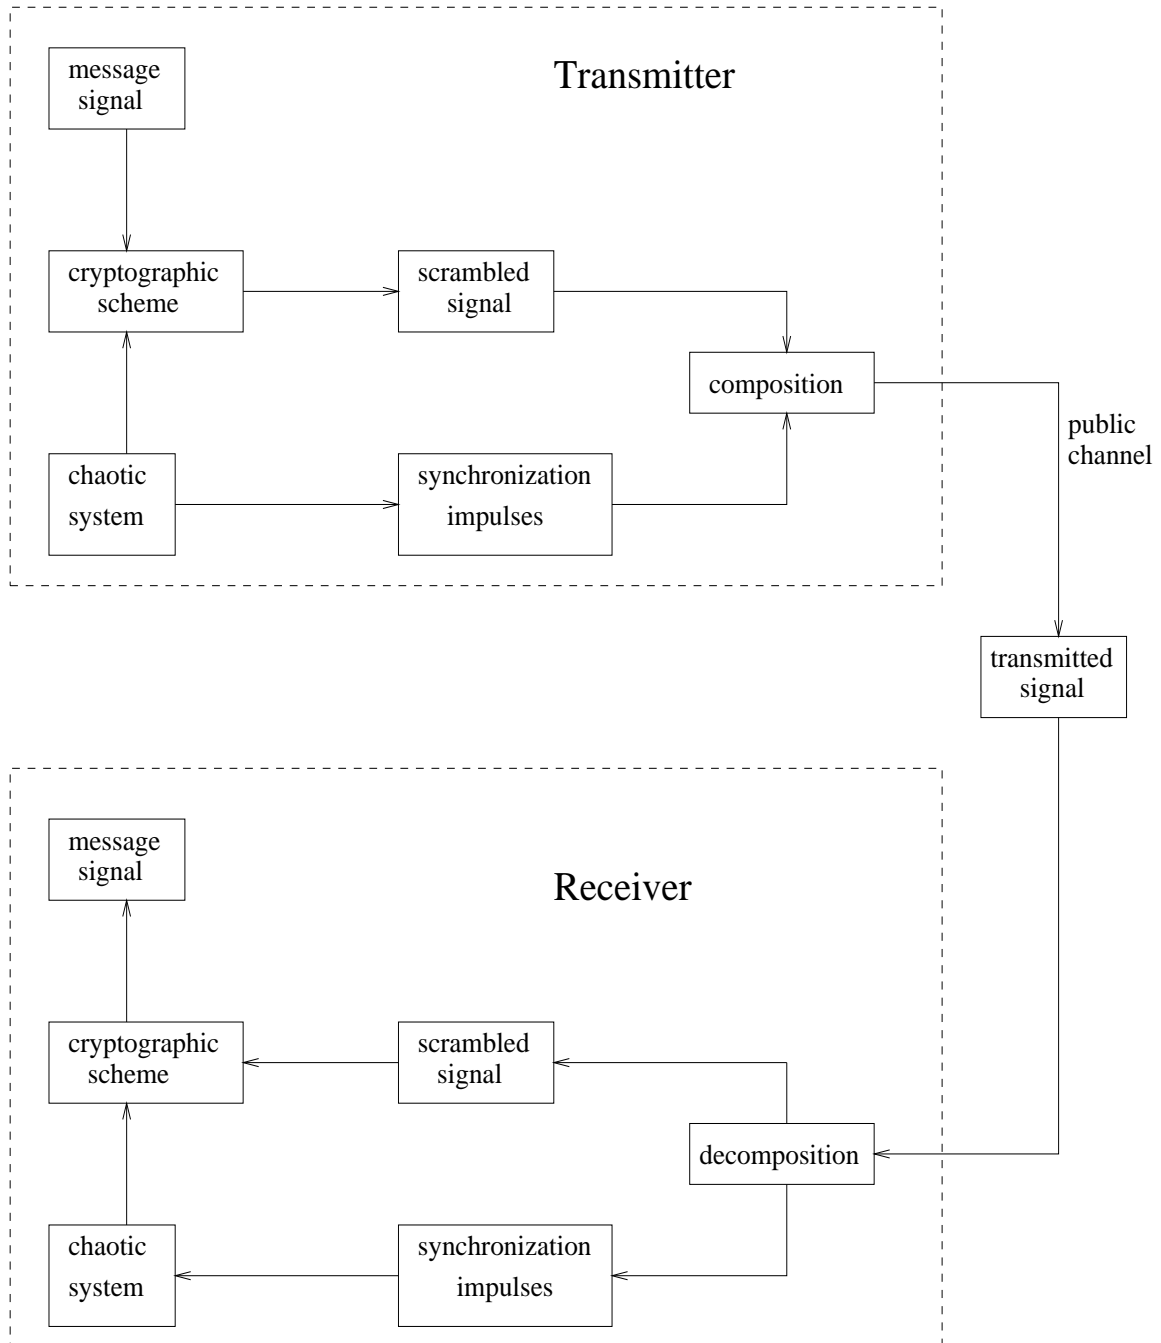 message
signal
Transmitter
cryptographic
scheme
scrambled
signal
composition
public
channel
chaotic
system
synchronization
impulses
transmitted
signal
message
signal
Receiver
cryptographic
scheme
scrambled
signal
decomposition
chaotic
system
synchronization
impulses